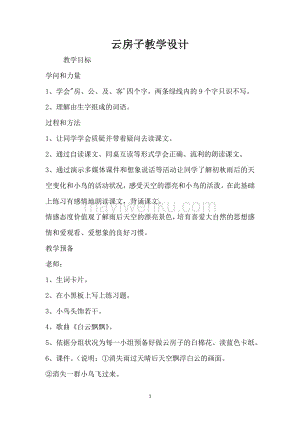 云房子教学设计
教学目标
学问和力量
1、学会"房、公、及、客"四个字，两条绿线内的9个字只识不写。
2、理解由生字组成的词语。
过程和方法
1、让同学学会质疑并带着疑问去读课文。
2、通过自读课文、同桌互读等形式学会正确、流利的朗读课文。
3、通过演示多媒体课件和想象说话等活动让同学了解初秋雨后的天
空变化和小鸟的活动状况，感受天空的漂亮和小鸟的活泼，在此基础
上练习有感情地朗读课文，背诵课文。
情感态度价值观了解雨后天空的漂亮景色，培育喜爱大自然的思想感
情和爱观看、爱想象的良好习惯。
教学预备
老师：
1、生词卡片。
2、在小黑板上写上练习题。
3、小鸟头饰若干。
4、歌曲《白云飘飘》。
5、依据分组状况为每一小组预备好做云房子的白棉花、淡蓝色卡纸。
6、课件。（说明：①消失雨过天晴后天空飘浮白云的画面。
②消失一群小鸟飞过来。
1